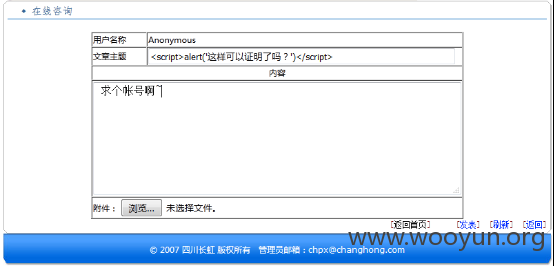 在线咨询
用户名称 Anonymous
文章主题 <script>alert('这样可以证明了吗？')</script>
内容
求个帐号啊~
附件： 浏览... 未选择文件。
[返回首页] [发表] [刷新] [返回]
www.wooyun.org
© 2007 四川长虹 版权所有 管理员邮箱：chpx@changhong.com